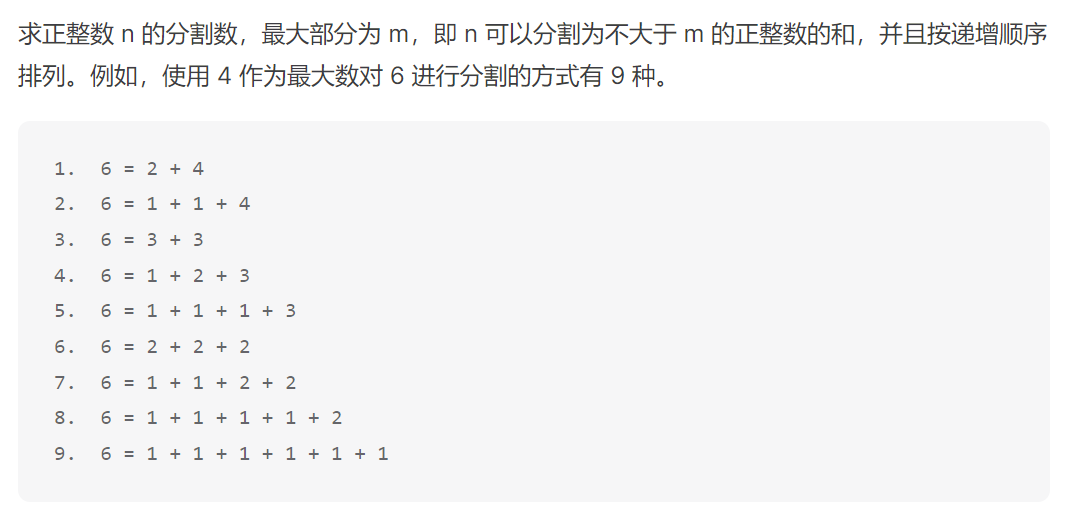 求正整数 n 的分割数，最大部分为 m，即 n 可以分割为不大于 m 的正整数的和，并且按递增顺序
排列。例如，使用 4 作为最大数对 6 进行分割的方式有 9 种。
1. 6 = 2 + 4
2. 6 = 1 + 1 + 4
3. 6 = 3 + 3
4. 6 = 1 + 2 + 3
5. 6 = 1 + 1 + 1 + 3
6. 6 = 2 + 2 + 2
7. 6 = 1 + 1 + 2 + 2
8. 6 = 1 + 1 + 1 + 1 + 2
9. 6 = 1 + 1 + 1 + 1 + 1 + 1